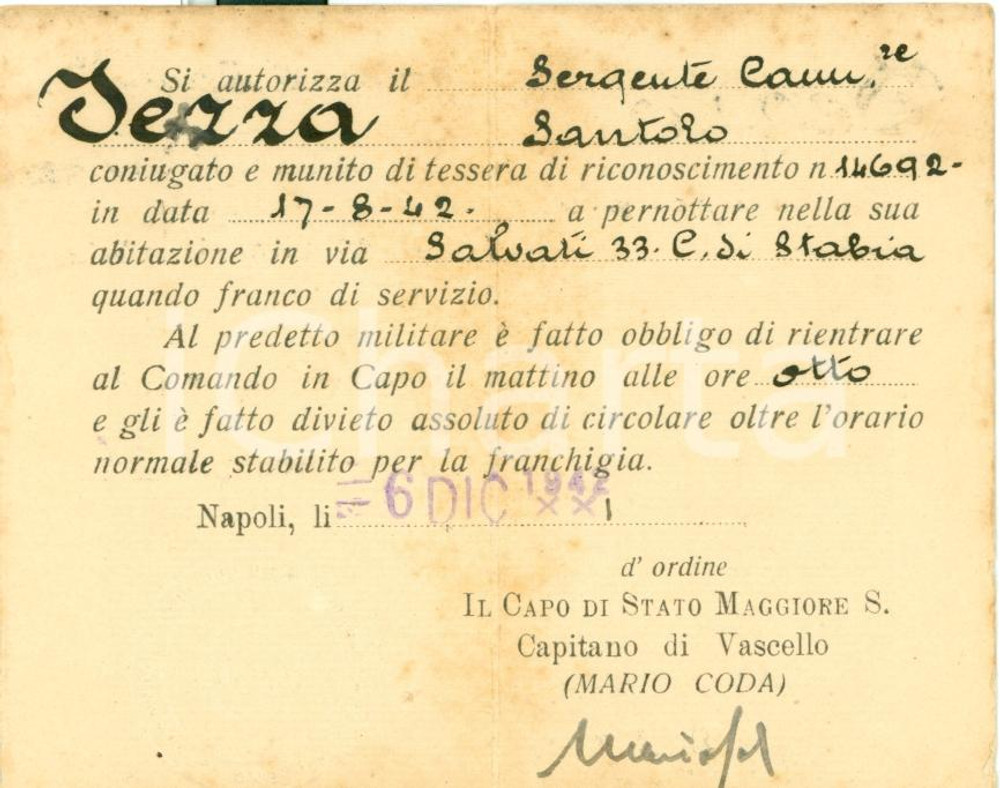 Si autorizza il Sergente Cann.re
Tezza Santolo
coniugato e munito di tessera di riconoscimento n. 14692-
in data 17-8-42. a pernottare nella sua
abitazione in via Salvati 33. C. di Stabia
quando franco di servizio.
Al predetto militare è fatto obbligo di rientrare
al Comando in Capo il mattino alle ore otto
e gli è fatto divieto assoluto di circolare oltre l'orario
normale stabilito per la franchigia.
Napoli, li = 6 DIC 1942 XXI
d' ordine
IL CAPO DI STATO MAGGIORE S.
Capitano di Vascello
(MARIO CODA)
iCharta